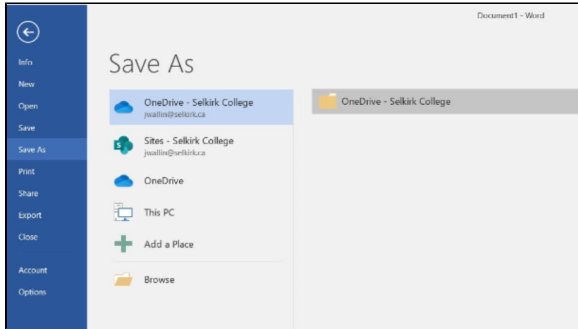 Document1 - Word
Info
New
Open
Save
Save As
Print
Share
Export
Close
Account
Options
Save As
OneDrive - Selkirk College
jwallin@selkirk.ca
Sites - Selkirk College
jwallin@selkirk.ca
OneDrive
This PC
Add a Place
Browse
OneDrive - Selkirk College